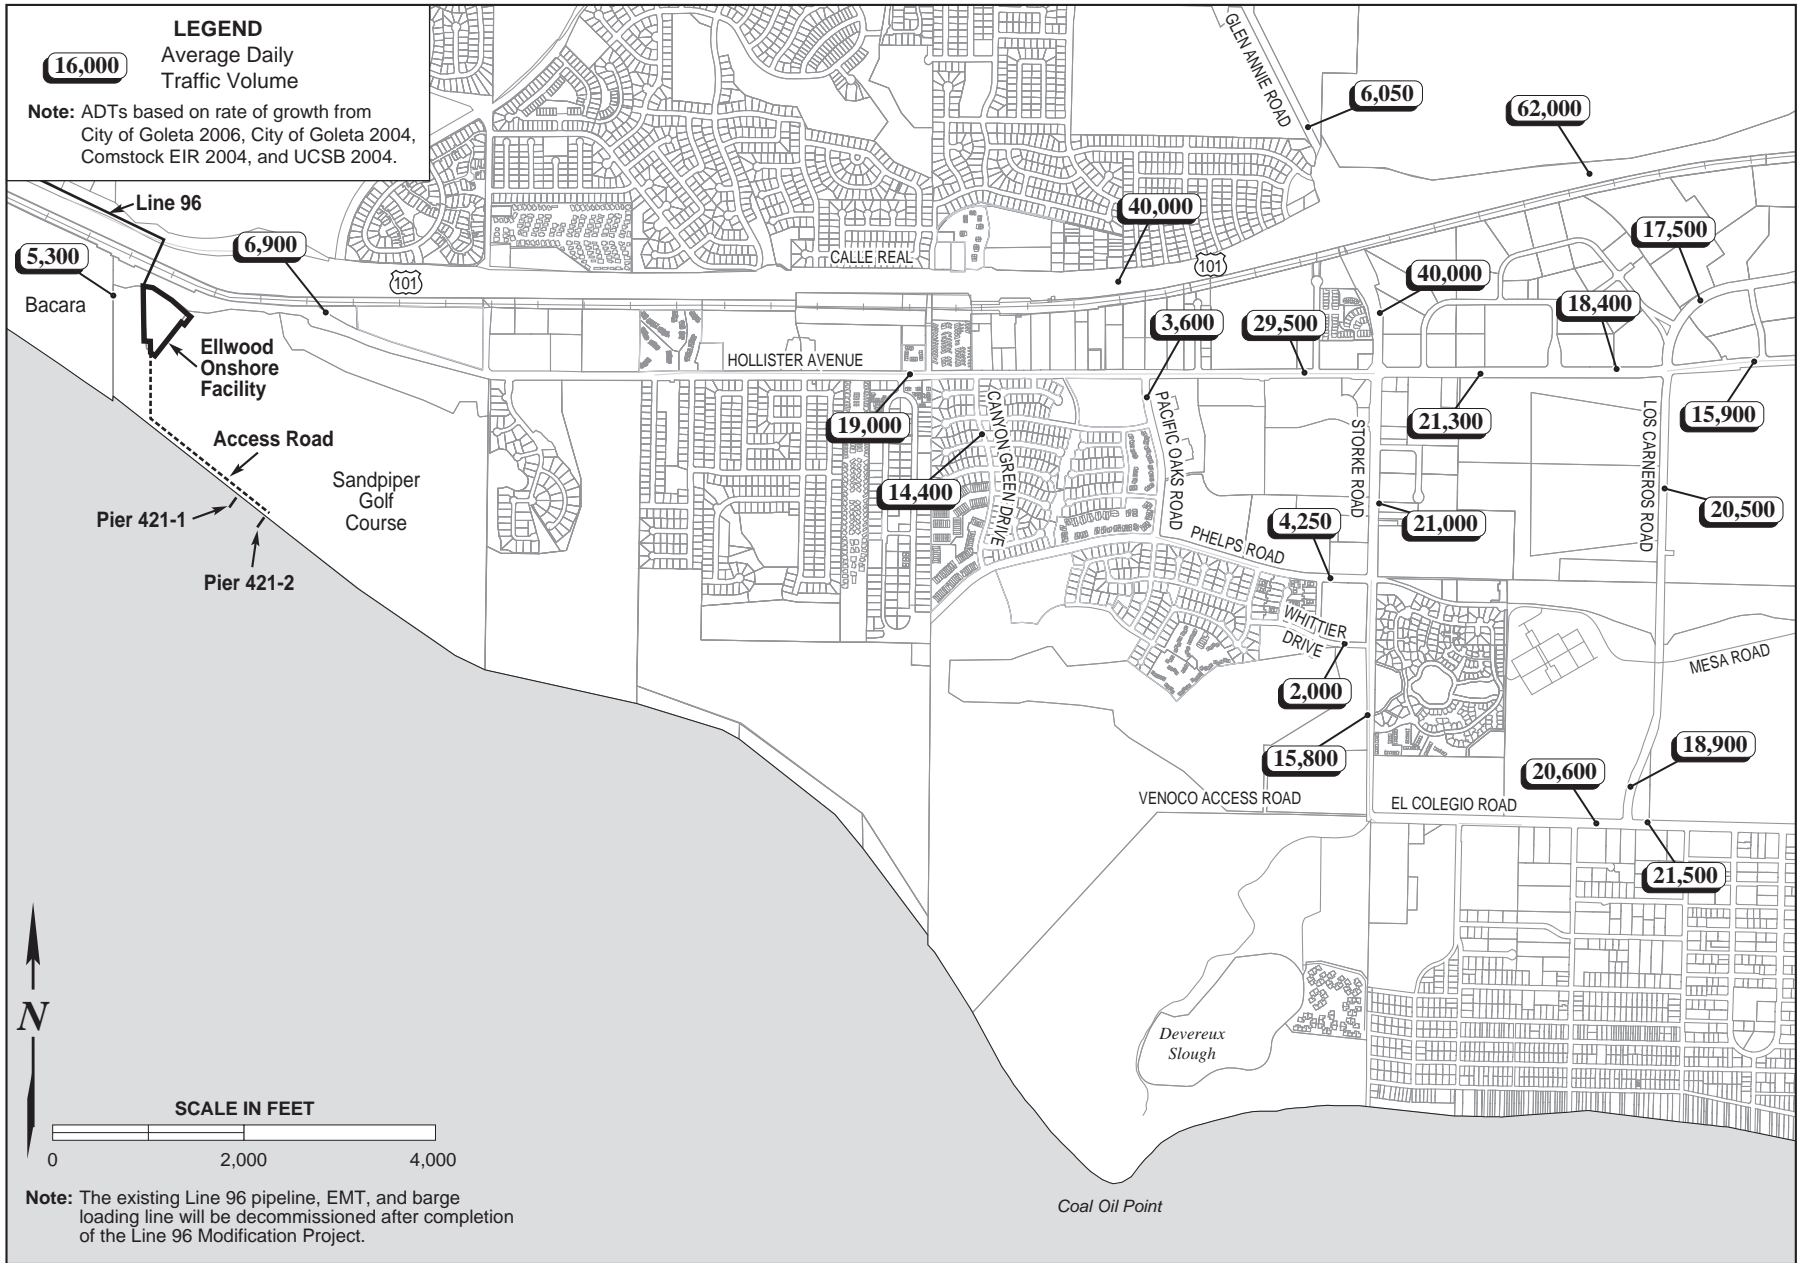 LEGEND
16,000
Average Daily
Traffic Volume
Note: ADTs based on rate of growth from
City of Goleta 2006, City of Goleta 2004,
Comstock EIR 2004, and UCSB 2004.
GLEN ANNIE ROAD
6,050
62,000
Line 96
40,000
17,500
5,300
6,900
CALLE REAL
101
101
40,000
Bacara
18,400
3,600
29,500
Ellwood
Onshore
Facility
HOLLISTER AVENUE
19,000
CANYON GREEN DRIVE
PACIFIC OAKS ROAD
STORKE ROAD
21,300
LOS CARNEROS ROAD
15,900
Access Road
Sandpiper
Golf
Course
14,400
Pier 421-1
4,250
21,000
20,500
PHELPS ROAD
Pier 421-2
WHITTIER
DRIVE
MESA ROAD
2,000
15,800
18,900
20,600
VENOCO ACCESS ROAD
EL COLEGIO ROAD
21,500
N
Devereux
Slough
SCALE IN FEET
0
2,000
4,000
Note: The existing Line 96 pipeline, EMT, and barge
loading line will be decommissioned after completion
of the Line 96 Modification Project.
Coal Oil Point